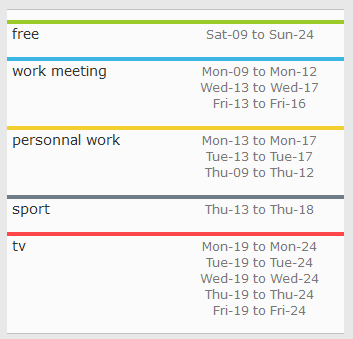 free Sat-09 to Sun-24
work meeting Mon-09 to Mon-12
Wed-13 to Wed-17
Fri-13 to Fri-16
personnal work Mon-13 to Mon-17
Tue-13 to Tue-17
Thu-09 to Thu-12
sport Thu-13 to Thu-18
tv Mon-19 to Mon-24
Tue-19 to Tue-24
Wed-19 to Wed-24
Thu-19 to Thu-24
Fri-19 to Fri-24